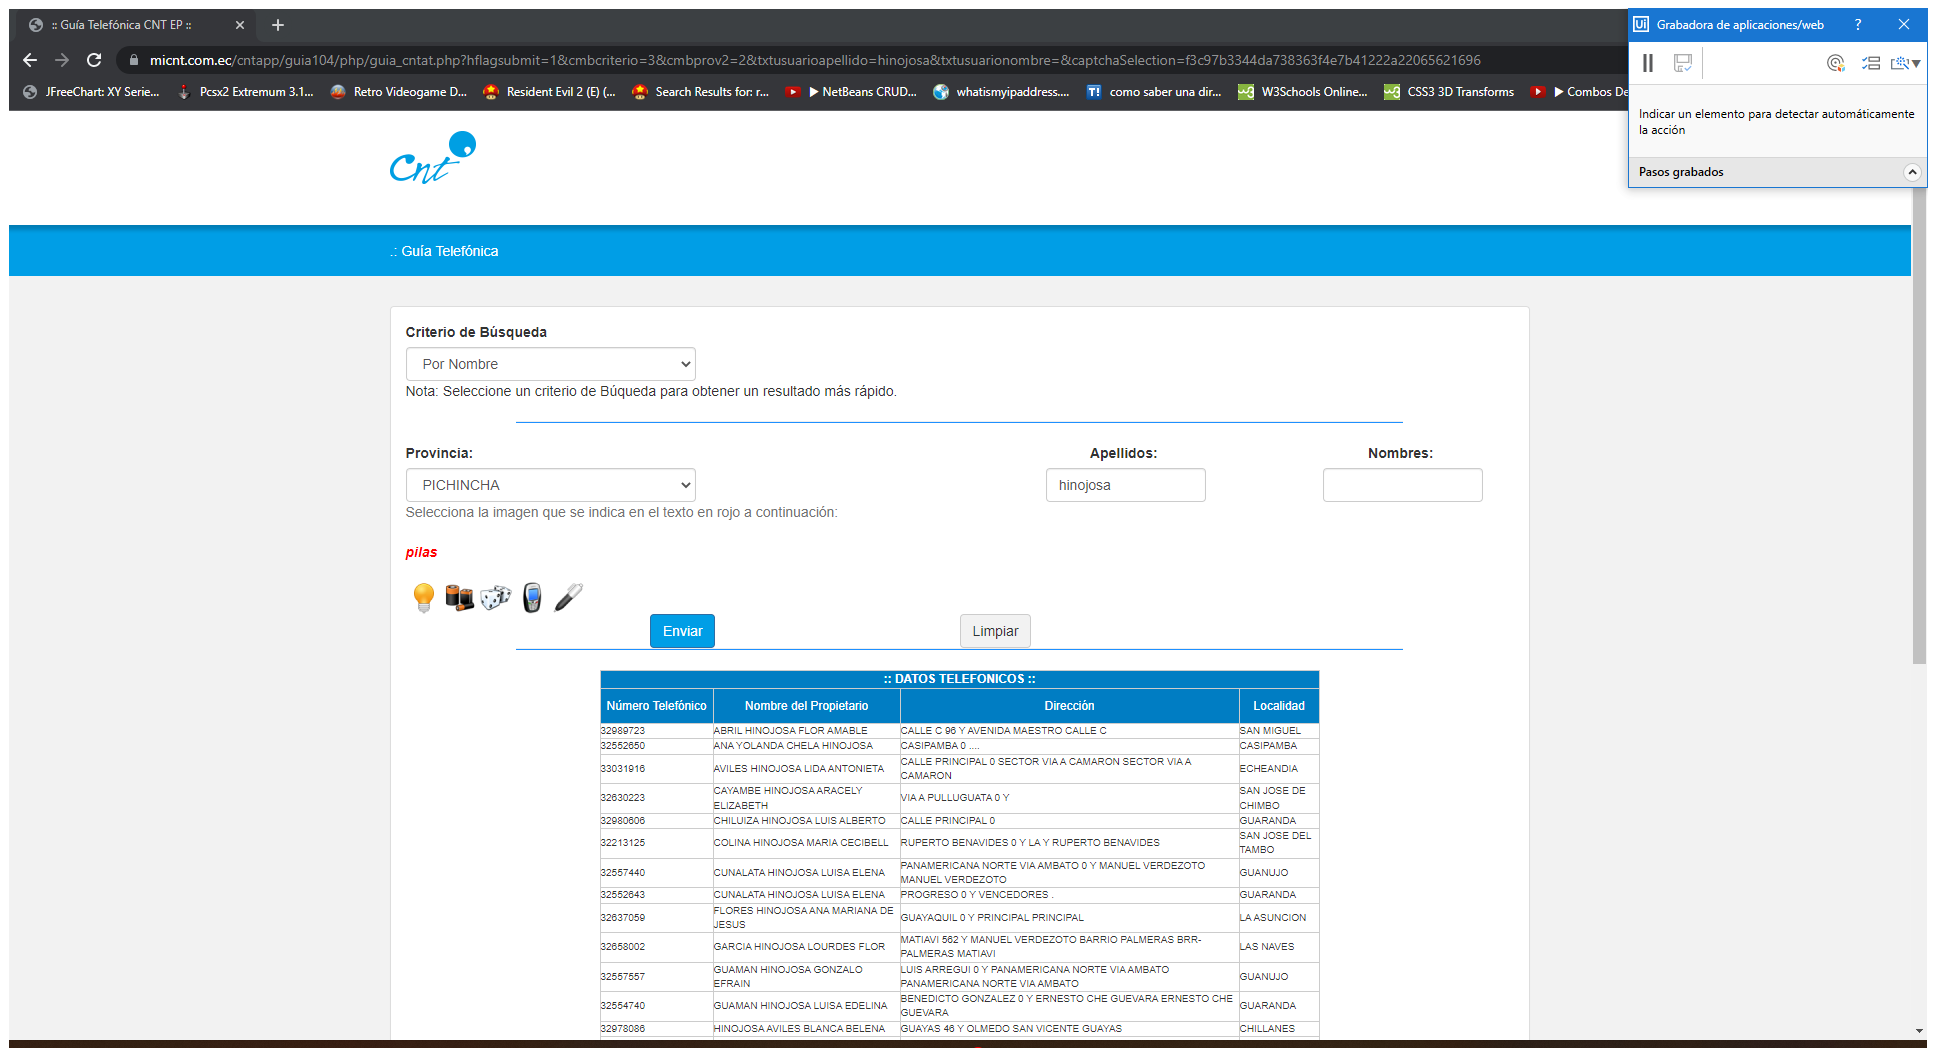 :: Guía Telefónica CNT EP ::
micnt.com.ec/cntapp/guia104/php/guia_cntat.php?hflagsubmit=1&cmbcriterio=3&cmbprov2=2&txtusuarioapellido=hinojosa&txtusuarionombre=&captchaSelection=f3c97b3344da738363f4e7b41222a22065621696
JFreeChart: XY Serie... Pcsx2 Extremum 3.1... Retro Videogame D... Resident Evil 2 (E) (... Search Results for: r... ▶ NetBeans CRUD... whatismyipaddress.... T! como saber una dir... W3Schools Online... CSS3 3D Transforms ▶ Combos De
Ui Grabadora de aplicaciones/web ?
Indicar un elemento para detectar automáticamente
la acción
Pasos grabados
Cnt
.: Guía Telefónica
Criterio de Búsqueda
Por Nombre
Nota: Seleccione un criterio de Búqueda para obtener un resultado más rápido.
Provincia: Apellidos: Nombres:
PICHINCHA hinojosa
Selecciona la imagen que se indica en el texto en rojo a continuación:
pilas
Enviar Limpiar
:: DATOS TELEFONICOS ::
Número Telefónico Nombre del Propietario Dirección Localidad
32989723 ABRIL HINOJOSA FLOR AMABLE CALLE C 96 Y AVENIDA MAESTRO CALLE C SAN MIGUEL
32552650 ANA YOLANDA CHELA HINOJOSA CASIPAMBA 0 .... CASIPAMBA
33031916 AVILES HINOJOSA LIDA ANTONIETA CALLE PRINCIPAL 0 SECTOR VIA A CAMARON SECTOR VIA A
CAMARON ECHEANDIA
32630223 CAYAMBE HINOJOSA ARACELY
ELIZABETH VIA A PULLUGUATA 0 Y SAN JOSE DE
CHIMBO
32980606 CHILUIZA HINOJOSA LUIS ALBERTO CALLE PRINCIPAL 0 GUARANDA
32213125 COLINA HINOJOSA MARIA CECIBELL RUPERTO BENAVIDES 0 Y LA Y RUPERTO BENAVIDES SAN JOSE DEL
TAMBO
32557440 CUNALATA HINOJOSA LUISA ELENA PANAMERICANA NORTE VIA AMBATO 0 Y MANUEL VERDEZOTO
MANUEL VERDEZOTO GUANUJO
32552643 CUNALATA HINOJOSA LUISA ELENA PROGRESO 0 Y VENCEDORES . GUARANDA
32637059 FLORES HINOJOSA ANA MARIANA DE
JESUS GUAYAQUIL 0 Y PRINCIPAL PRINCIPAL LA ASUNCION
32658002 GARCIA HINOJOSA LOURDES FLOR MATIAVI 562 Y MANUEL VERDEZOTO BARRIO PALMERAS BRR-
PALMERAS MATIAVI LAS NAVES
32557557 GUAMAN HINOJOSA GONZALO
EFRAIN LUIS ARREGUI 0 Y PANAMERICANA NORTE VIA AMBATO
PANAMERICANA NORTE VIA AMBATO GUANUJO
32554740 GUAMAN HINOJOSA LUISA EDELINA BENEDICTO GONZALEZ 0 Y ERNESTO CHE GUEVARA ERNESTO CHE
GUEVARA GUARANDA
32978086 HINOJOSA AVILES BLANCA BELENA GUAYAS 46 Y OLMEDO SAN VICENTE GUAYAS CHILLANES